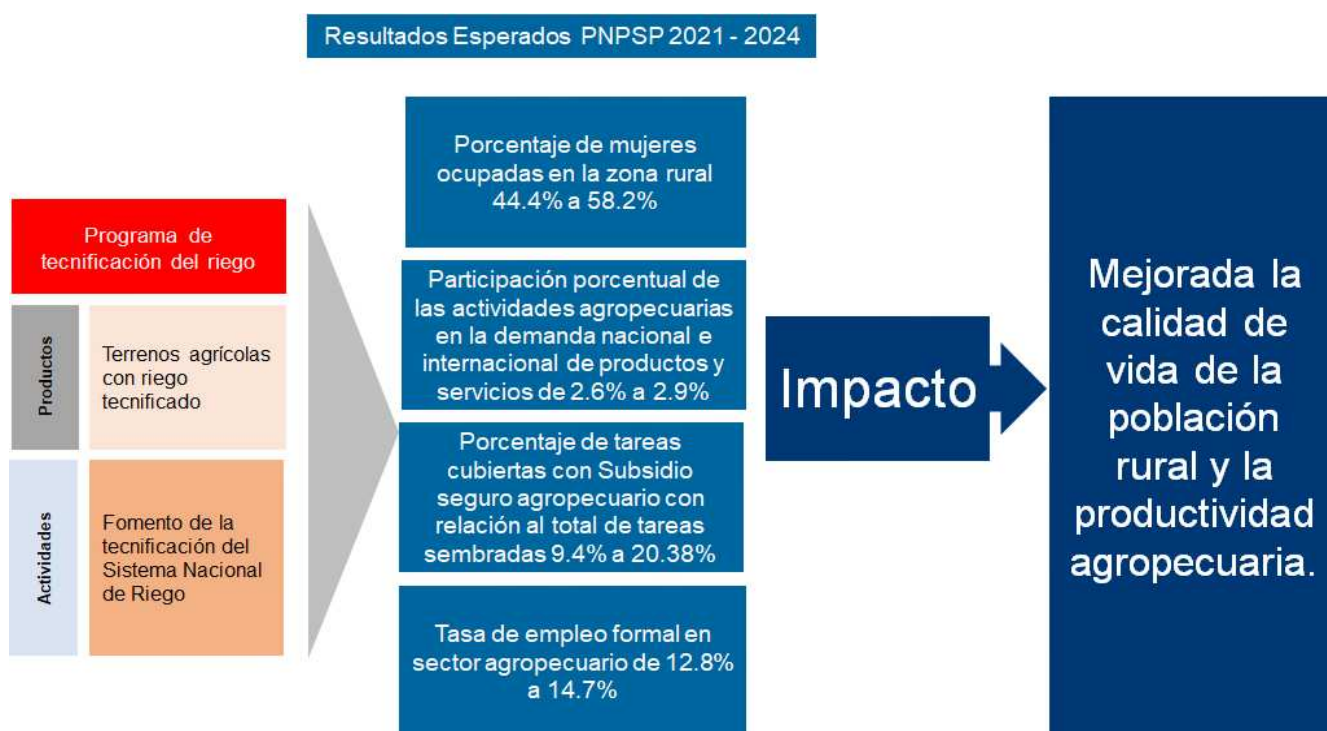 Resultados Esperados PNPSP 2021 - 2024
Programa de
tecnificación del riego
Productos
Terrenos agrícolas
con riego
tecnificado
Actividades
Fomento de la
tecnificación del
Sistema Nacional
de Riego
Porcentaje de mujeres
ocupadas en la zona rural
44.4% a 58.2%
Participación porcentual de
las actividades agropecuarias
en la demanda nacional e
internacional de productos y
servicios de 2.6% a 2.9%
Porcentaje de tareas
cubiertas con Subsidio
seguro agropecuario con
relación al total de tareas
sembradas 9.4% a 20.38%
Tasa de empleo formal en
sector agropecuario de 12.8%
a 14.7%
Impacto
Mejorada la
calidad de
vida de la
población
rural y la
productividad
agropecuaria.